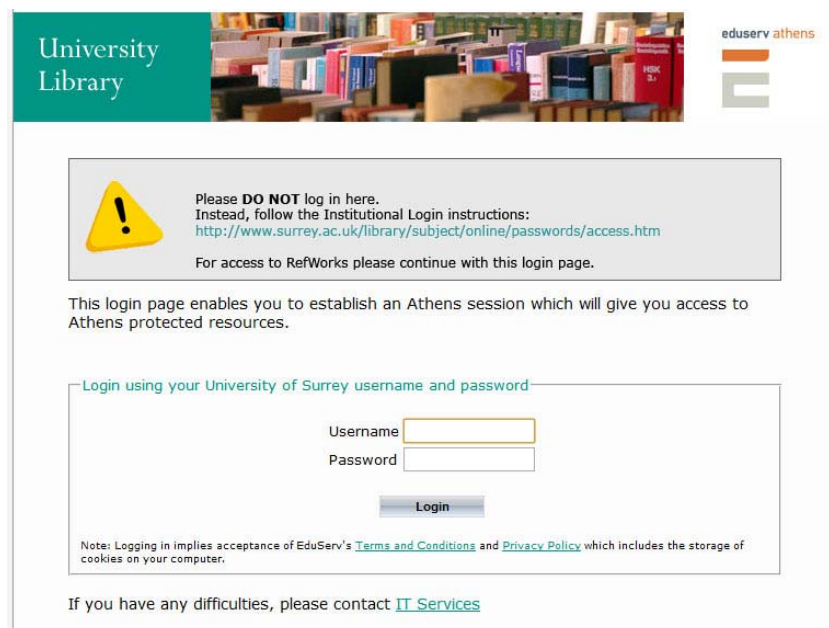 University
Library
eduserv athens
HSK
3.1
Please DO NOT log in here.
Instead, follow the Institutional Login instructions:
http://www.surrey.ac.uk/library/subject/online/passwords/access.htm
For access to RefWorks please continue with this login page.
This login page enables you to establish an Athens session which will give you access to
Athens protected resources.
Login using your University of Surrey username and password
Username
Password
Login
Note: Logging in implies acceptance of EduServ's Terms and Conditions and Privacy Policy which includes the storage of
cookies on your computer.
If you have any difficulties, please contact IT Services